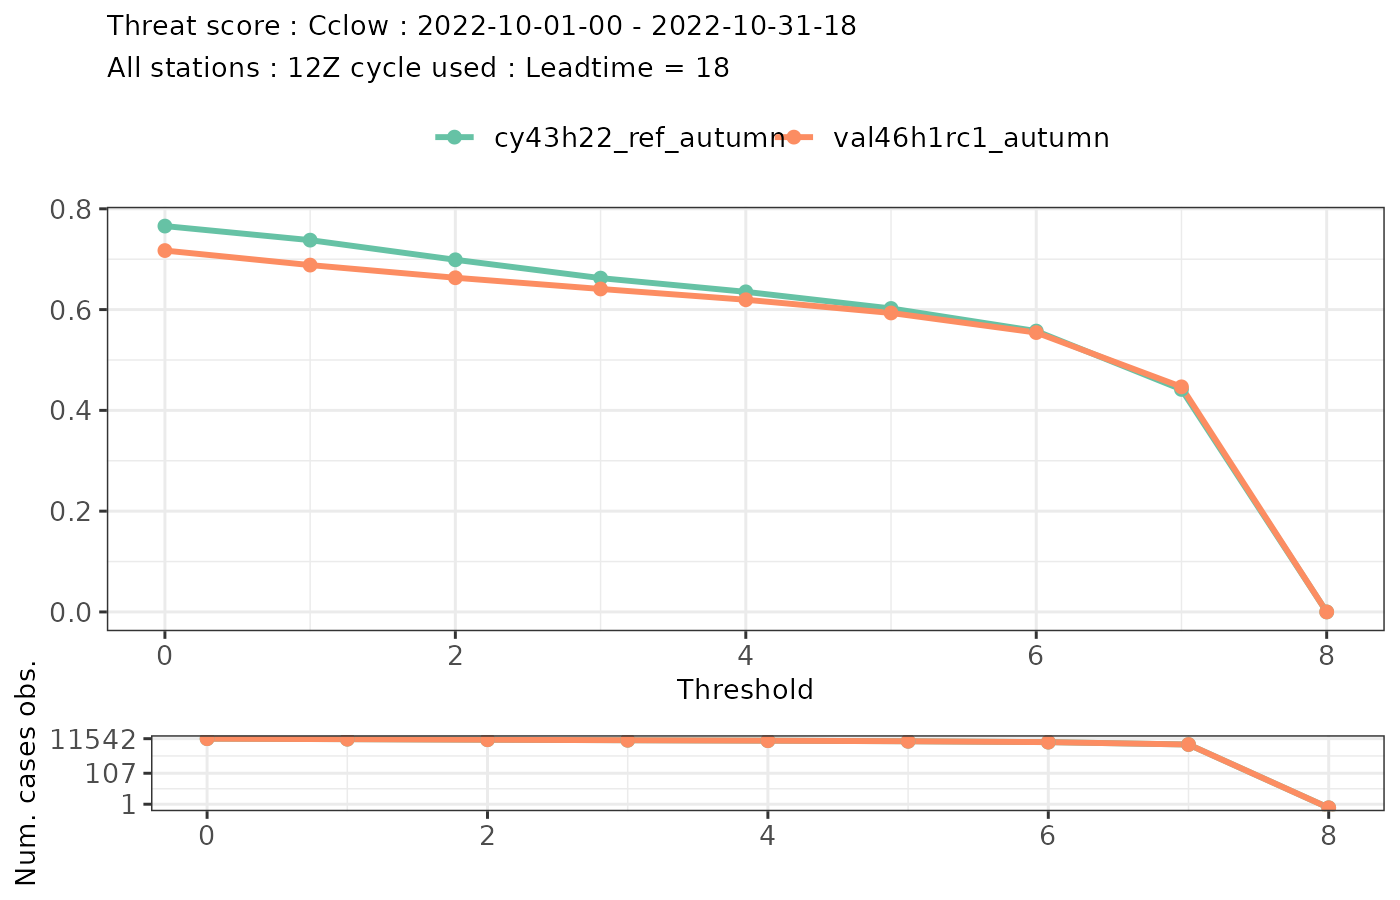 Threat score : Cclow : 2022-10-01-00 - 2022-10-31-18
All stations : 12Z cycle used : Leadtime = 18
cy43h22_ref_autumn val46h1rc1_autumn
0.8
0.6
0.4
0.2
0.0
0 2 4 6 8
Threshold
Num. cases obs.
11542
107
1
0 2 4 6 8